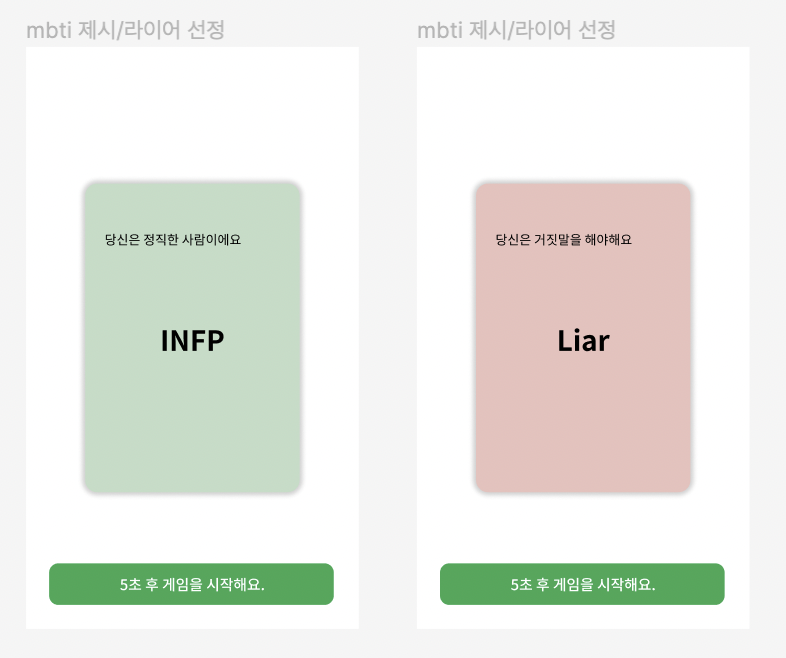 mbti 제시/라이어 선정
당신은 정직한 사람이에요
INFP
5초 후 게임을 시작해요.
mbti 제시/라이어 선정
당신은 거짓말을 해야해요
Liar
5초 후 게임을 시작해요.